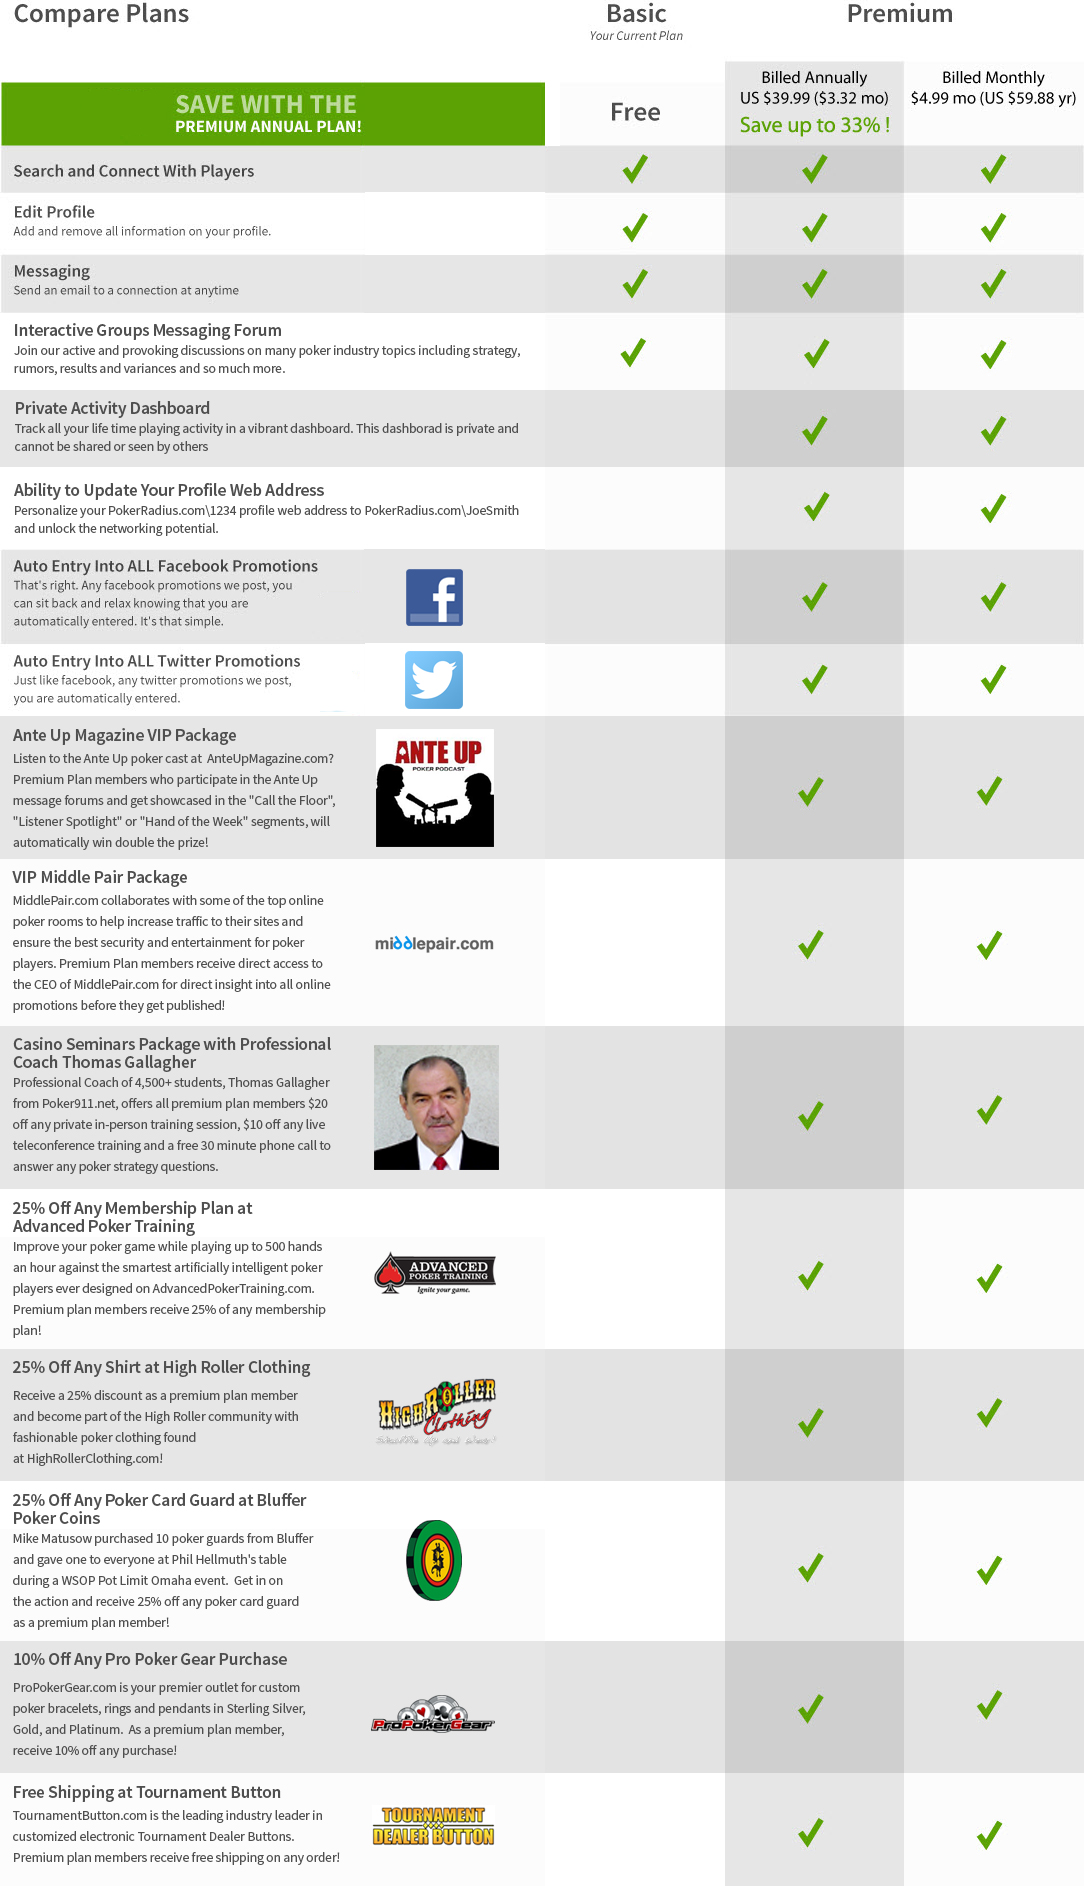 Compare Plans
Basic
Premium
Your Current Plan
SAVE WITH THE
PREMIUM ANNUAL PLAN!
Free
Billed Annually
US $39.99 ($3.32 mo)
Save up to 33% !
Billed Monthly
$4.99 mo (US $59.88 yr)
Search and Connect With Players
Edit Profile
Add and remove all information on your profile.
Messaging
Send an email to a connection at anytime
Interactive Groups Messaging Forum
Join our active and provoking discussions on many poker industry topics including strategy,
rumors, results and variances and so much more.
Private Activity Dashboard
Track all your life time playing activity in a vibrant dashboard. This dashborad is private and
cannot be shared or seen by others
Ability to Update Your Profile Web Address
Personalize your PokerRadius.com\1234 profile web address to PokerRadius.com\JoeSmith
and unlock the networking potential.
Auto Entry Into ALL Facebook Promotions
That's right. Any facebook promotions we post, you
can sit back and relax knowing that you are
automatically entered. It's that simple.
f
Auto Entry Into ALL Twitter Promotions
Just like facebook, any twitter promotions we post,
you are automatically entered.
Ante Up Magazine VIP Package
Listen to the Ante Up poker cast at AnteUpMagazine.com?
Premium Plan members who participate in the Ante Up
message forums and get showcased in the "Call the Floor",
"Listener Spotlight" or "Hand of the Week" segments, will
automatically win double the prize!
ANTE UP
POKER PODCAST
VIP Middle Pair Package
MiddlePair.com collaborates with some of the top online
poker rooms to help increase traffic to their sites and
ensure the best security and entertainment for poker
players. Premium Plan members receive direct access to
the CEO of MiddlePair.com for direct insight into all online
promotions before they get published!
middlepair.com
Casino Seminars Package with Professional
Coach Thomas Gallagher
Professional Coach of 4,500+ students, Thomas Gallagher
from Poker911.net, offers all premium plan members $20
off any private in-person training session, $10 off any live
teleconference training and a free 30 minute phone call to
answer any poker strategy questions.
25% Off Any Membership Plan at
Advanced Poker Training
Improve your poker game while playing up to 500 hands
an hour against the smartest artificially intelligent poker
players ever designed on AdvancedPokerTraining.com.
Premium plan members receive 25% of any membership
plan!
ADVANCED
POKER TRAINING
Ignite your game.
25% Off Any Shirt at High Roller Clothing
Receive a 25% discount as a premium plan member
and become part of the High Roller community with
fashionable poker clothing found
at HighRollerClothing.com!
HIGH ROLLER
Clothing
25% Off Any Poker Card Guard at Bluffer
Poker Coins
Mike Matusow purchased 10 poker guards from Bluffer
and gave one to everyone at Phil Hellmuth's table
during a WSOP Pot Limit Omaha event. Get in on
the action and receive 25% off any poker card guard
as a premium plan member!
$
10% Off Any Pro Poker Gear Purchase
ProPokerGear.com is your premier outlet for custom
poker bracelets, rings and pendants in Sterling Silver,
Gold, and Platinum. As a premium plan member,
receive 10% off any purchase!
ProPokerGear
Free Shipping at Tournament Button
TournamentButton.com is the leading industry leader in
customized electronic Tournament Dealer Buttons.
Premium plan members receive free shipping on any order!
TOURNAMENT
DEALER BUTTON